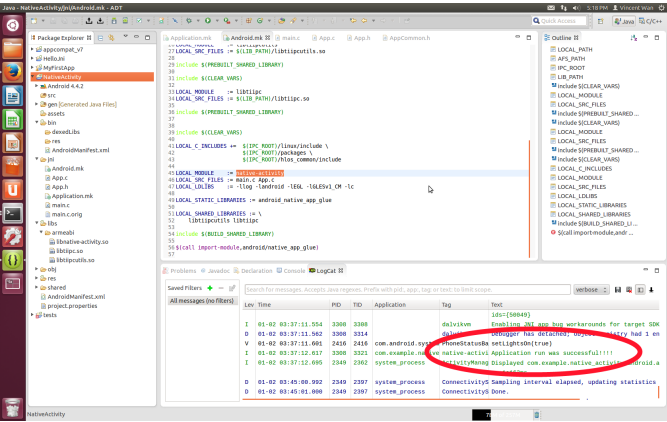 Java - NativeActivity/jni/Android.mk - ADT
5:18 PM
Vincent Wan
Quick Access
Java
C/C++
Package Explorer
appcompat_v7
HelloJni
MyFirstApp
NativeActivity
Android 4.4.2
src
gen [Generated Java Files]
assets
bin
dexedLibs
res
AndroidManifest.xml
jni
Android.mk
App.c
App.h
Application.mk
main.c
main.c.orig
libs
armeabi
libnative-activity.so
libtiipc.so
libtiipcutils.so
obj
res
shared
AndroidManifest.xml
project.properties
tests
NativeActivity
Application.mk
Android.mk
main.c
App.c
App.h
AppCommon.h
LOCAL_SRC_FILES := $(LIB_PATH)/libtiipcutils.so
include $(PREBUILT_SHARED_LIBRARY)
include $(CLEAR_VARS)
LOCAL_MODULE := libtiipc
LOCAL_SRC_FILES := $(LIB_PATH)/libtiipc.so
include $(PREBUILT_SHARED_LIBRARY)
include $(CLEAR_VARS)
LOCAL_C_INCLUDES += $(IPC_ROOT)/linux/include \
$(IPC_ROOT)/packages \
$(IPC_ROOT)/hlos_common/include
LOCAL_MODULE := native-activity
LOCAL_SRC_FILES := main.c App.c
LOCAL_LDLIBS := -llog -landroid -lEGL -lGLESv1_CM -lc
LOCAL_STATIC_LIBRARIES := android_native_app_glue
LOCAL_SHARED_LIBRARIES := \
libtiipcutils libtiipc
include $(BUILD_SHARED_LIBRARY)
$(call import-module,android/native_app_glue)
Outline
LOCAL_PATH
AFS_PATH
IPC_ROOT
LIB_PATH
include $(CLEAR_VARS)
LOCAL_MODULE
LOCAL_SRC_FILES
include $(PREBUILT_SHARED
include $(CLEAR_VARS)
LOCAL_MODULE
LOCAL_SRC_FILES
include $(PREBUILT_SHARED
include $(CLEAR_VARS)
LOCAL_C_INCLUDES
LOCAL_MODULE
LOCAL_SRC_FILES
LOCAL_LDLIBS
LOCAL_STATIC_LIBRARIES
LOCAL_SHARED_LIBRARIES
include $(BUILD_SHARED_LI
$(call import-module,andr
Problems
Javadoc
Declaration
Console
LogCat
Saved Filters
All messages (no filters)
Search for messages. Accepts Java regexes. Prefix with pid:, app:, tag: or text: to limit scope.
verbose
Lev Time PID TID Application Tag Text
ids=[50049]
I 01-02 03:37:11.554 3308 3308 dalvikvm Enabling JNI app bug workarounds for target SDK
D 01-02 03:37:11.562 3308 3314 dalvikvm Debugger has detached; object registry had 1 en
V 01-02 03:37:11.601 2416 2416 com.android.system PhoneStatusBa setLightsOn(true)
I 01-02 03:37:12.617 3308 3321 com.example.native native-activi Application run was successful!!!!
I 01-02 03:37:12.695 2349 2362 system_process ActivityManag Displayed com.example.native
D 01-02 03:45:00.992 2349 2397 system_process ConnectivityS Sampling interval elapsed, updating statistics
D 01-02 03:45:01.000 2349 2397 system_process ConnectivityS Done.